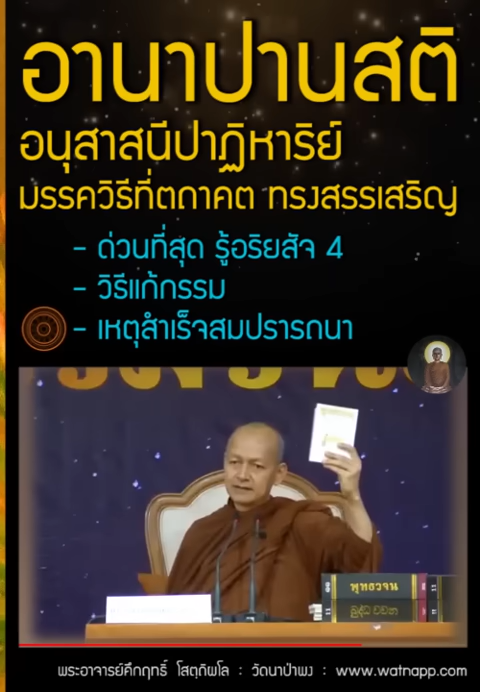 อานาปานสติ
อนุสาสนีปาฏิหาริย์
มรรควิธีที่ตถาคต ทรงสรรเสริญ
- ด่วนที่สุด รู้อริยสัจ 4
- วิธีแก้กรรม
- เหตุสำเร็จสมปรารถนา
พุทธวจน
พระอาจารย์คึกฤทธิ์ โสตฺถิผโล : วัดนาป่าพง : www.watnapp.com